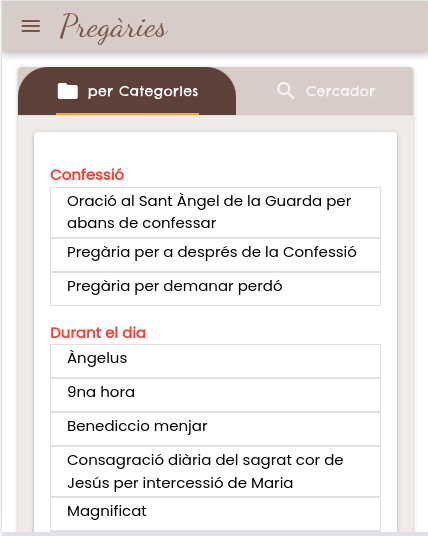 Pregàries
per Categories
Cercador
Confessió
Oració al Sant Àngel de la Guarda per
abans de confessar
Pregària per a després de la Confessió
Pregària per demanar perdó
Durant el dia
Àngelus
9na hora
Benediccio menjar
Consagració diària del sagrat cor de
Jesús per intercessió de Maria
Magnificat